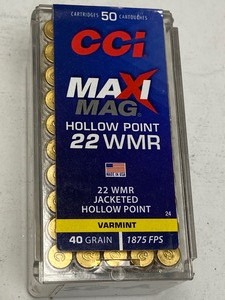 CARTRIDGES 50 CARTOUCHES
CCI
MAXI
MAG
HOLLOW POINT
22 WMR
MADE IN USA
22 WMR
JACKETED
HOLLOW POINT
24
VARMINT
40 GRAIN 1875 FPS